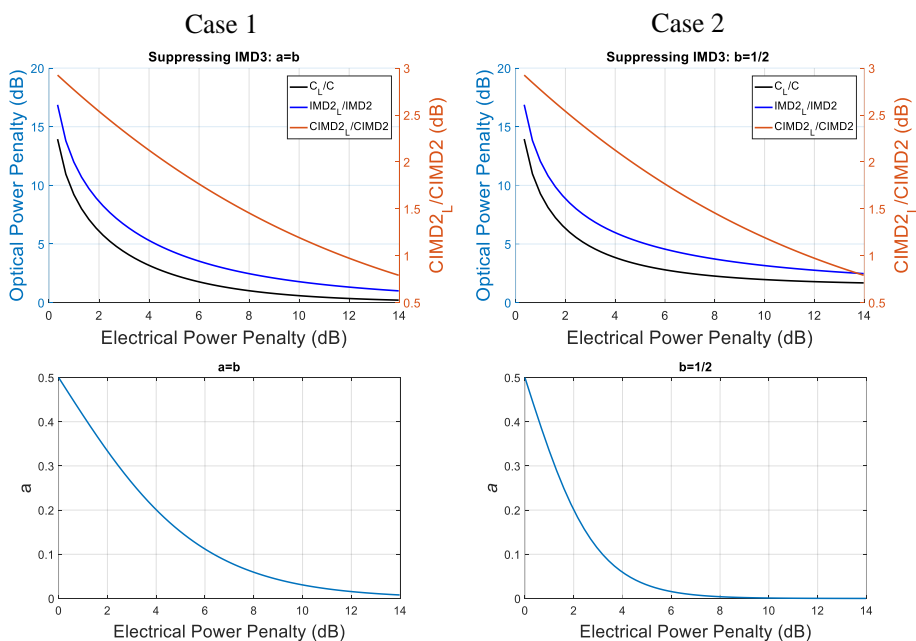 Case 1
Suppressing IMD3: a=b
Optical Power Penalty (dB)
20
15
10
5
0
C_L/C
IMD2_L/IMD2
CIMD2_L/CIMD2
3
2.5
2
1.5
1
0.5
CIMD2_L/CIMD2 (dB)
0 2 4 6 8 10 12 14
Electrical Power Penalty (dB)
Case 2
Suppressing IMD3: b=1/2
Optical Power Penalty (dB)
20
15
10
5
0
C_L/C
IMD2_L/IMD2
CIMD2_L/CIMD2
3
2.5
2
1.5
1
0.5
CIMD2_L/CIMD2 (dB)
0 2 4 6 8 10 12 14
Electrical Power Penalty (dB)
a=b
a
0.5
0.4
0.3
0.2
0.1
0
0 2 4 6 8 10 12 14
Electrical Power Penalty (dB)
b=1/2
a
0.5
0.4
0.3
0.2
0.1
0
0 2 4 6 8 10 12 14
Electrical Power Penalty (dB)